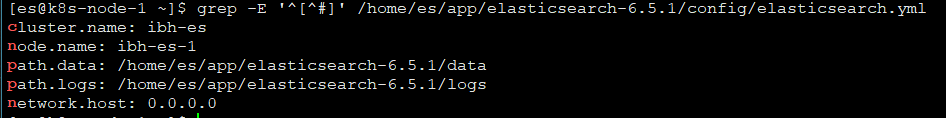 [es@k8s-node-1 ~]$ grep -E '^[^#]' /home/es/app/elasticsearch-6.5.1/config/elasticsearch.yml
cluster.name: ibh-es
node.name: ibh-es-1
path.data: /home/es/app/elasticsearch-6.5.1/data
path.logs: /home/es/app/elasticsearch-6.5.1/logs
network.host: 0.0.0.0